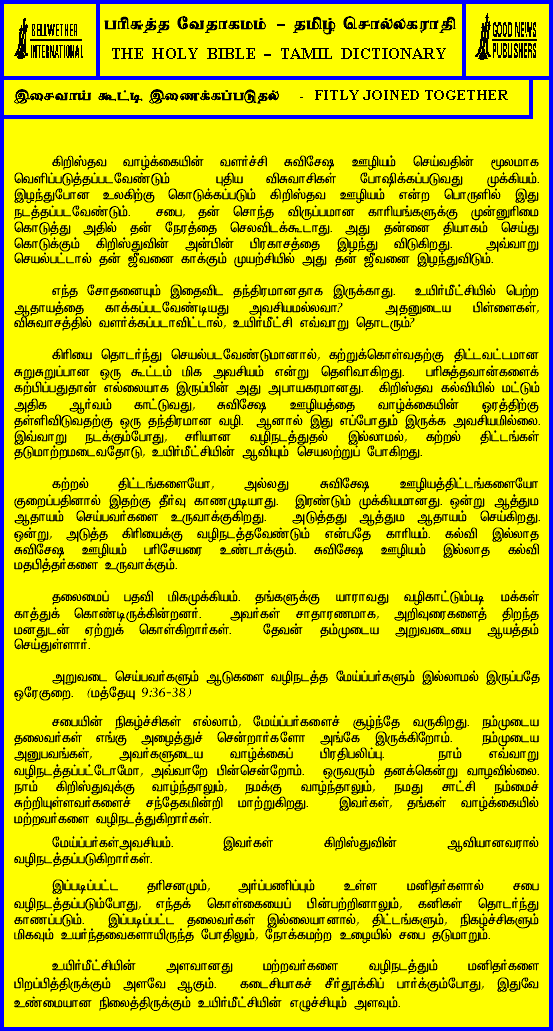 BELLWETHER
INTERNATIONAL
பரிசுத்த வேதாகமம் - தமிழ் சொல்லகராதி
THE HOLY BIBLE - TAMIL DICTIONARY
GOOD NEWS
PUBLISHERS
இசைவாய் கூட்டி இணைக்கப்படுதல் - FITLY JOINED TOGETHER
கிறிஸ்தவ வாழ்க்கையின் வளர்ச்சி சுவிசேஷ ஊழியம் செய்வதின் மூலமாக
வெளிப்படுத்தப்படவேண்டும் புதிய விசுவாசிகள் போஷிக்கப்படுவது முக்கியம்.
இழந்துபோன உலகிற்கு கொடுக்கப்படும் கிறிஸ்தவ ஊழியம் என்ற பொருளில் இது
நடத்தப்படவேண்டும். சபை, தன் சொந்த விருப்பமான காரியங்களுக்கு முன்னுரிமை
கொடுத்து அதில் தன் நேரத்தை செலவிடக்கூடாது. அது தன்னை தியாகம் செய்து
கொடுக்கும் கிறிஸ்துவின் அன்பின் பிரகாசத்தை இழந்து விடுகிறது. அவ்வாறு
செயல்பட்டால் தன் ஜீவனை காக்கும் முயற்சியில் அது தன் ஜீவனை இழந்துவிடும்.
எந்த சோதனையும் இதைவிட தந்திரமானதாக இருக்காது. உயிர்மீட்சியில் பெற்ற
ஆதாயத்தை காக்கப்படவேண்டியது அவசியமல்லவா? அதனுடைய பிள்ளைகள்,
விசுவாசத்தில் வளர்க்கப்படாவிட்டால், உயிர்மீட்சி எவ்வாறு தொடரும்?
கிரியை தொடர்ந்து செயல்படவேண்டுமானால், கற்றுக்கொள்வதற்கு திட்டவட்டமான
சுறுசுறுப்பான ஒரு கூட்டம் மிக அவசியம் என்று தெளிவாகிறது. பரிசுத்தவான்களைக்
கற்பிப்பதுதான் எல்லையாக இருப்பின் அது அபாயகரமானது. கிறிஸ்தவ கல்வியில் மட்டும்
அதிக ஆர்வம் காட்டுவது, சுவிசேஷ ஊழியத்தை வாழ்க்கையின் ஓரத்திற்கு
தள்ளிவிடுவதற்கு ஒரு தந்திரமான வழி. ஆனால் இது எப்போதும் இருக்க அவசியமில்லை.
இவ்வாறு நடக்கும்போது, சரியான வழிநடத்துதல் இல்லாமல், கற்றல் திட்டங்கள்
தடுமாற்றமடைவதோடு, உயிர்மீட்சியின் ஆவியும் செயலற்றுப் போகிறது.
கற்றல் திட்டங்களையோ, அல்லது சுவிசேஷ ஊழியத்திட்டங்களையோ
குறைப்பதினால் இதற்கு தீர்வு காணமுடியாது. இரண்டும் முக்கியமானது. ஒன்று ஆத்தும
ஆதாயம் செய்பவர்களை உருவாக்குகிறது. அடுத்தது ஆத்தும ஆதாயம் செய்கிறது.
ஒன்று, அடுத்த கிரியைக்கு வழிநடத்தவேண்டும் என்பதே காரியம். கல்வி இல்லாத
சுவிசேஷ ஊழியம் பரிசேயரை உண்டாக்கும். சுவிசேஷ ஊழியம் இல்லாத கல்வி
மதபித்தர்களை உருவாக்கும்.
தலைமைப் பதவி மிகமுக்கியம். தங்களுக்கு யாராவது வழிகாட்டும்படி மக்கள்
காத்துக் கொண்டிருக்கின்றனர். அவர்கள் சாதாரணமாக, அறிவுரைகளைத் திறந்த
மனதுடன் ஏற்றுக் கொள்கிறார்கள். தேவன் தம்முடைய அறுவடையை ஆயத்தம்
செய்துள்ளார்.
அறுவடை செய்பவர்களும் ஆடுகளை வழிநடத்த மேய்ப்பர்களும் இல்லாமல் இருப்பதே
ஒரேகுறை. (மத்தேயு 9:36-38)
சபையின் நிகழ்ச்சிகள் எல்லாம், மேய்ப்பர்களைச் சூழ்ந்தே வருகிறது. நம்முடைய
தலைவர்கள் எங்கு அழைத்துச் சென்றார்களோ அங்கே இருக்கிறோம். நம்முடைய
அனுபவங்கள், அவர்களுடைய வாழ்க்கைப் பிரதிபலிப்பு. நாம் எவ்வாறு
வழிநடத்தப்பட்டோமோ, அவ்வாறே பின்சென்றோம். ஒருவரும் தனக்கென்று வாழவில்லை.
நாம் கிறிஸ்துவுக்கு வாழ்ந்தாலும், நமக்கு வாழ்ந்தாலும், நமது சாட்சி நம்மைச்
சுற்றியுள்ளவர்களைச் சந்தேகமின்றி மாற்றுகிறது. இவர்கள், தங்கள் வாழ்க்கையில்
மற்றவர்களை வழிநடத்துகிறார்கள்.
மேய்ப்பர்கள்அவசியம். இவர்கள் கிறிஸ்துவின் ஆவியானவரால்
வழிநடத்தப்படுகிறார்கள்.
இப்படிப்பட்ட தரிசனமும், அர்ப்பணிப்பும் உள்ள மனிதர்களால் சபை
வழிநடத்தப்படும்போது, எந்தக் கொள்கையைப் பின்பற்றினாலும், கனிகள் தொடர்ந்து
காணப்படும். இப்படிப்பட்ட தலைவர்கள் இல்லையானால், திட்டங்களும், நிகழ்ச்சிகளும்
மிகவும் உயர்ந்தவைகளாயிருந்த போதிலும், நோக்கமற்ற உழையில் சபை தடுமாறும்.
உயிர்மீட்சியின் அளவானது மற்றவர்களை வழிநடத்தும் மனிதர்களை
பிறப்பித்திருக்கும் அளவே ஆகும். கடைசியாகச் சீர்தூக்கிப் பார்க்கும்போது, இதுவே
உண்மையான நிலைத்திருக்கும் உயிர்மீட்சியின் எழுச்சியும் அளவும்.